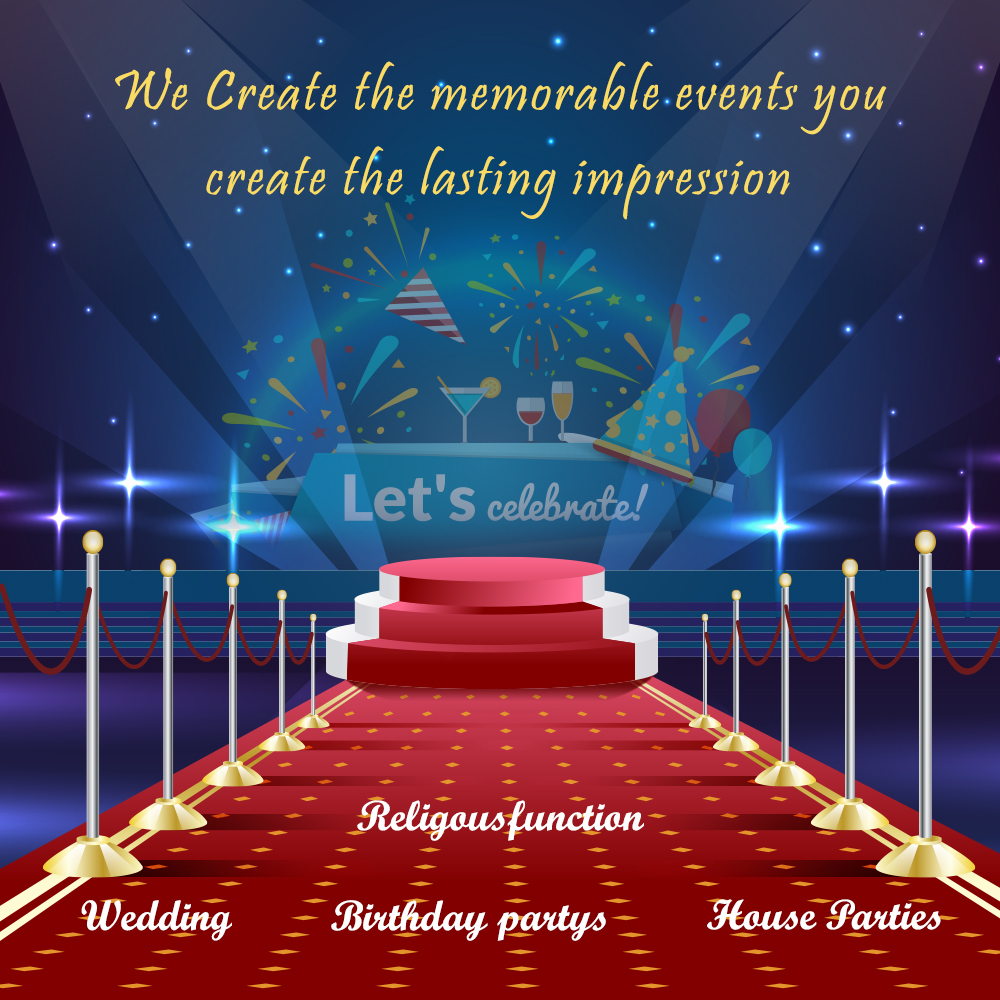 We Create the memorable events you
create the lasting impression
Let's celebrate!
Religousfunction
Wedding Birthday partys House Parties